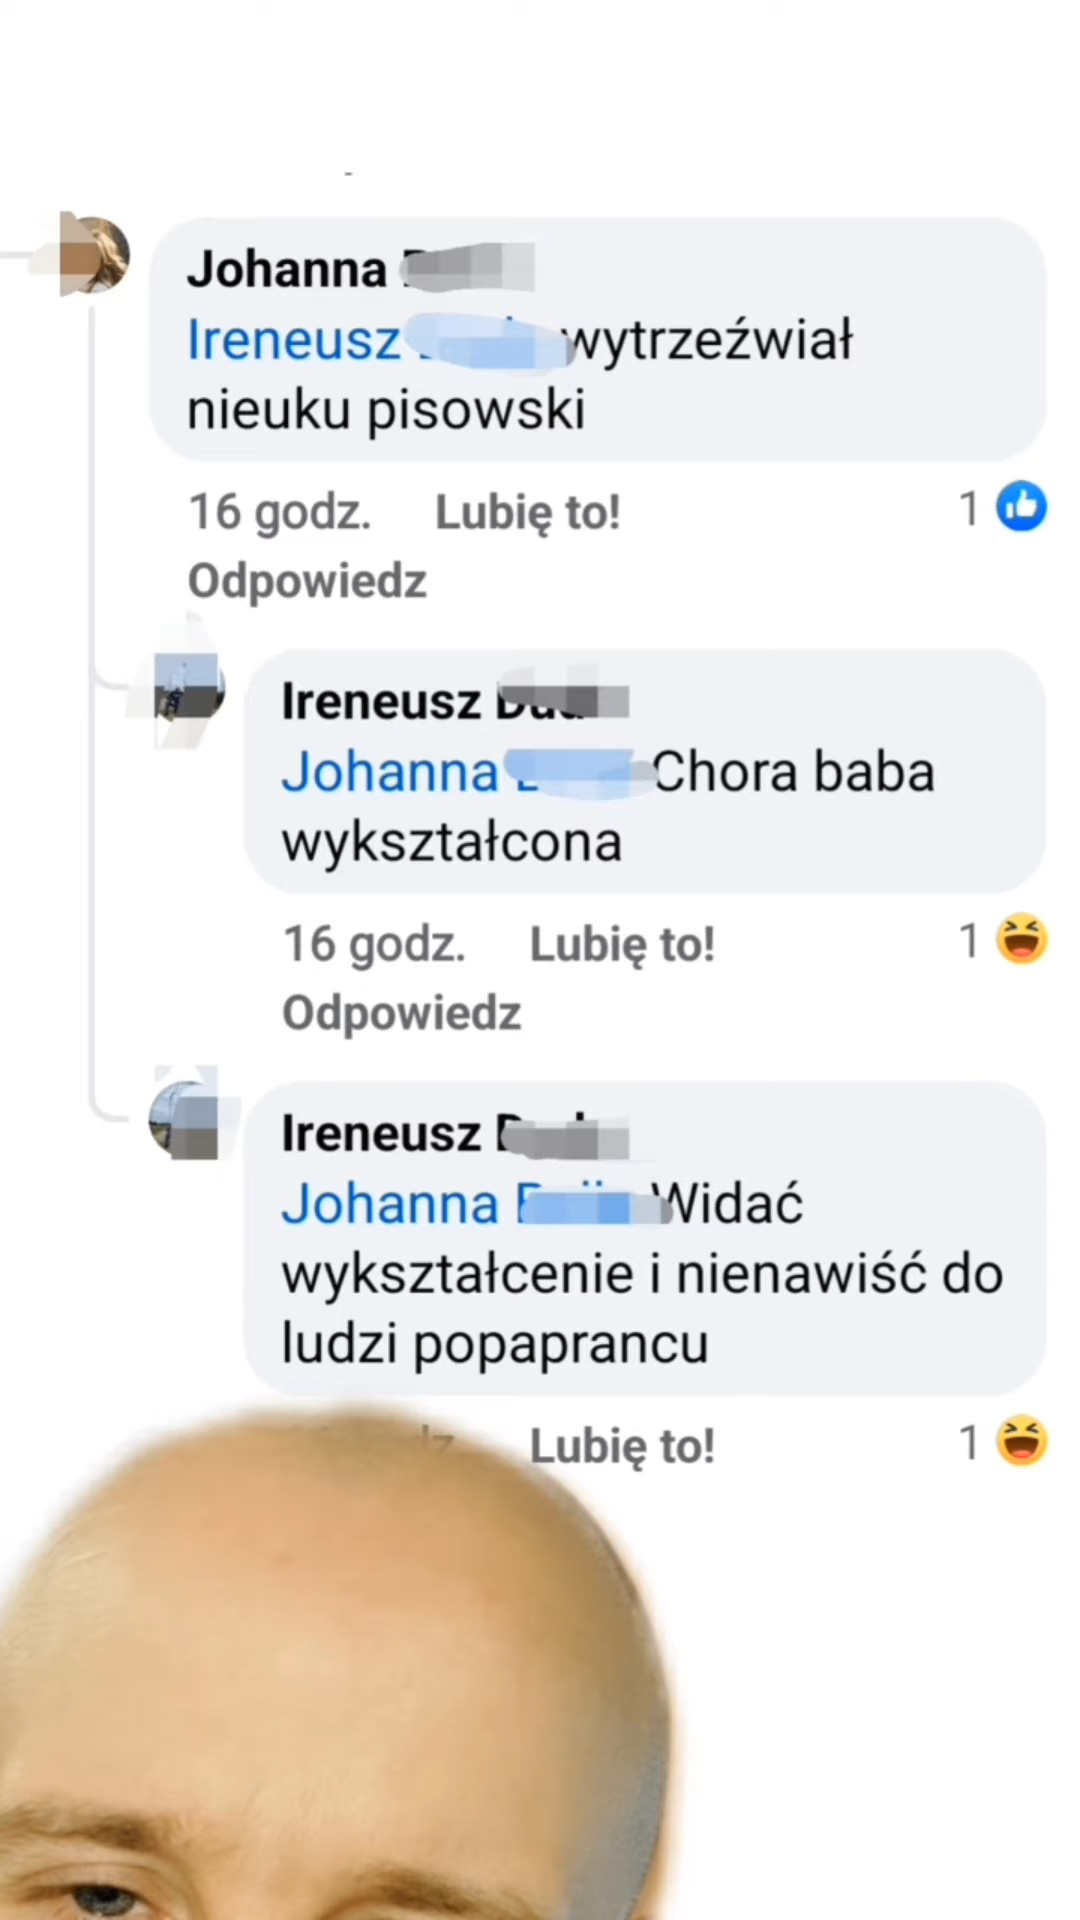 Johanna
Ireneusz wytrzeźwiał
nieuku pisowski
16 godz. Lubię to! 1
Odpowiedz
Ireneusz
Johanna Chora baba
wykształcona
16 godz. Lubię to! 1
Odpowiedz
Ireneusz
Johanna Widać
wykształcenie i nienawiść do
ludzi popaprancu
Lubię to! 1